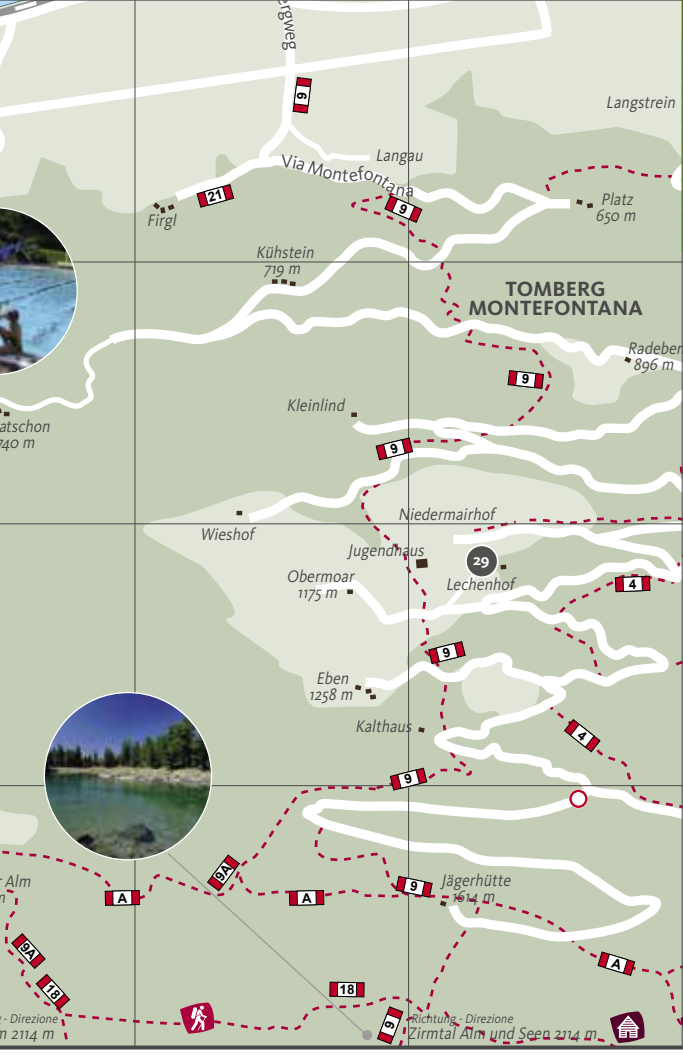 ergweg
9
Langstrein
Langau
Via Montefontana
21
9
Firgl
Platz
650 m
Kühstein
719 m
TOMBERG
MONTEFONTANA
Radeber
896 m
9
Kleinlind
atschon
740 m
9
Niedermairhof
Wieshof
Jugendhaus
29
Lechenhof
Obermoar
1175 m
4
9
Eben
1258 m
Kalthaus
4
9
9A
r Alm
m
A
A
9
Jägerhütte
1614 m
9A
18
A
18
9
g - Direzione
m 2114 m
Richtung - Direzione
Zirmtal Alm und Seen 2114 m